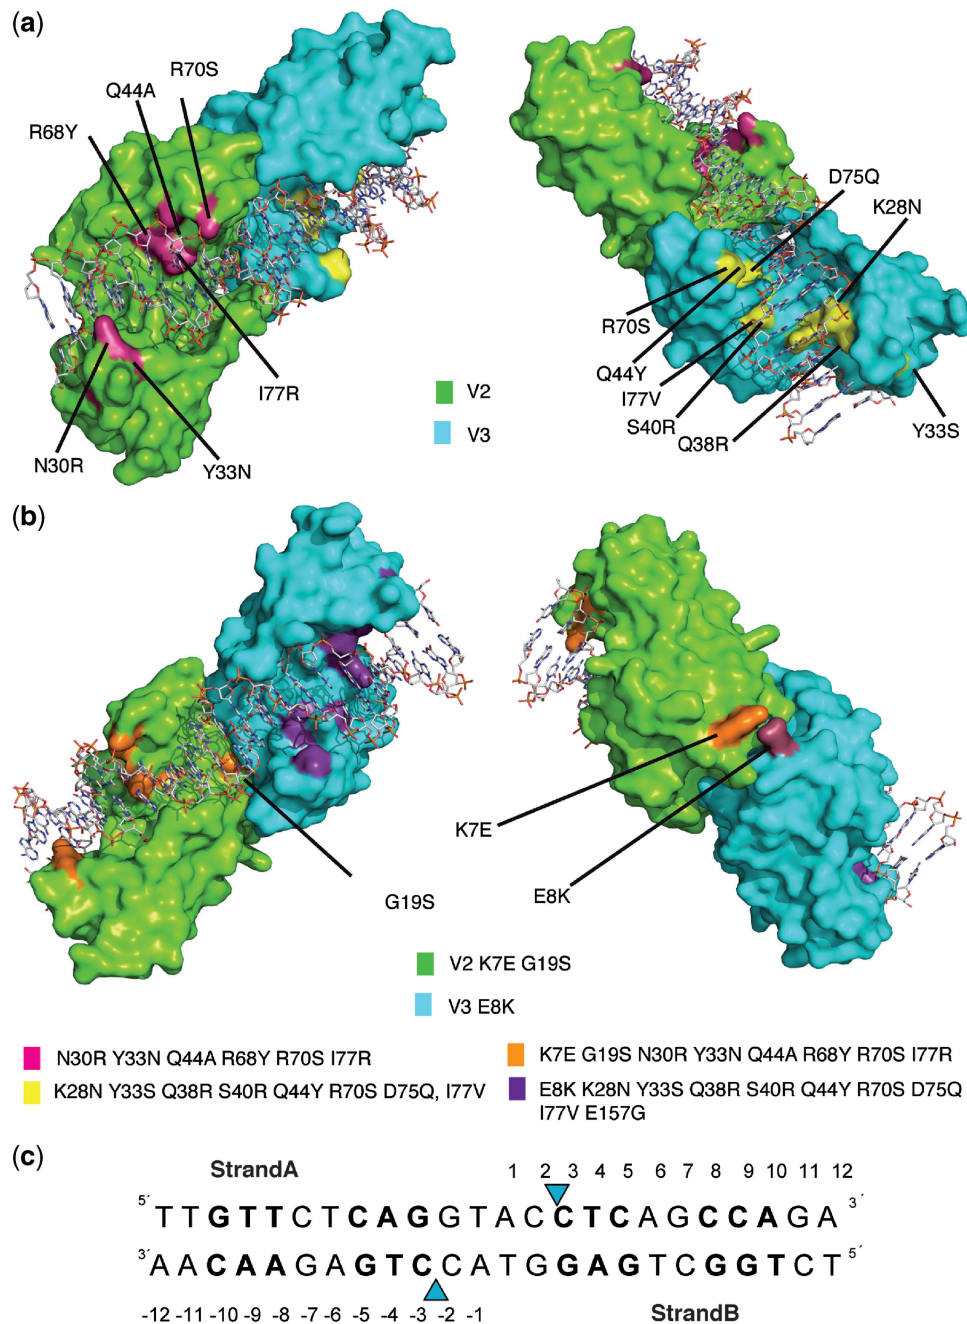 (a)
R70S
Q44A
R68Y
D75Q
K28N
R70S
Q44Y
I77V
S40R
Q38R
Y33S
I77R
N30R
Y33N
V2
V3
(b)
K7E
E8K
G19S
V2 K7E G19S
V3 E8K
N30R Y33N Q44A R68Y R70S I77R
K28N Y33S Q38R S40R Q44Y R70S D75Q, I77V
K7E G19S N30R Y33N Q44A R68Y R70S I77R
E8K K28N Y33S Q38R S40R Q44Y R70S D75Q
I77V E157G
(c)
StrandA
1 2 3 4 5 6 7 8 9 10 11 12
5´ TTGTTCTCAGGTACCTCAGCCAGA 3´
3´ AACAAGAGTCCATGGAGTCGGTCT 5´
-12 -11 -10 -9 -8 -7 -6 -5 -4 -3 -2 -1
StrandB